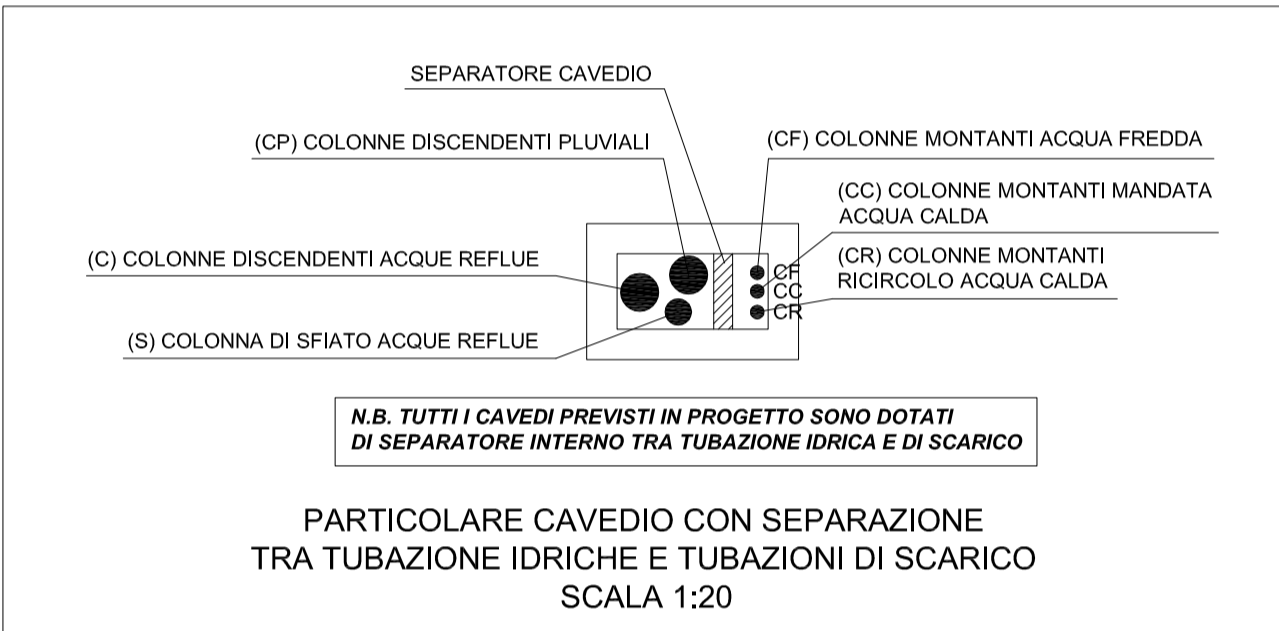 SEPARATORE CAVEDIO
(CP) COLONNE DISCENDENTI PLUVIALI
(C) COLONNE DISCENDENTI ACQUE REFLUE
(S) COLONNA DI SFIATO ACQUE REFLUE
(CF) COLONNE MONTANTI ACQUA FREDDA
(CC) COLONNE MONTANTI MANDATA
ACQUA CALDA
(CR) COLONNE MONTANTI
RICIRCOLO ACQUA CALDA
CF
CC
CR
N.B. TUTTI I CAVEDI PREVISTI IN PROGETTO SONO DOTATI
DI SEPARATORE INTERNO TRA TUBAZIONE IDRICA E DI SCARICO
PARTICOLARE CAVEDIO CON SEPARAZIONE
TRA TUBAZIONE IDRICHE E TUBAZIONI DI SCARICO
SCALA 1:20